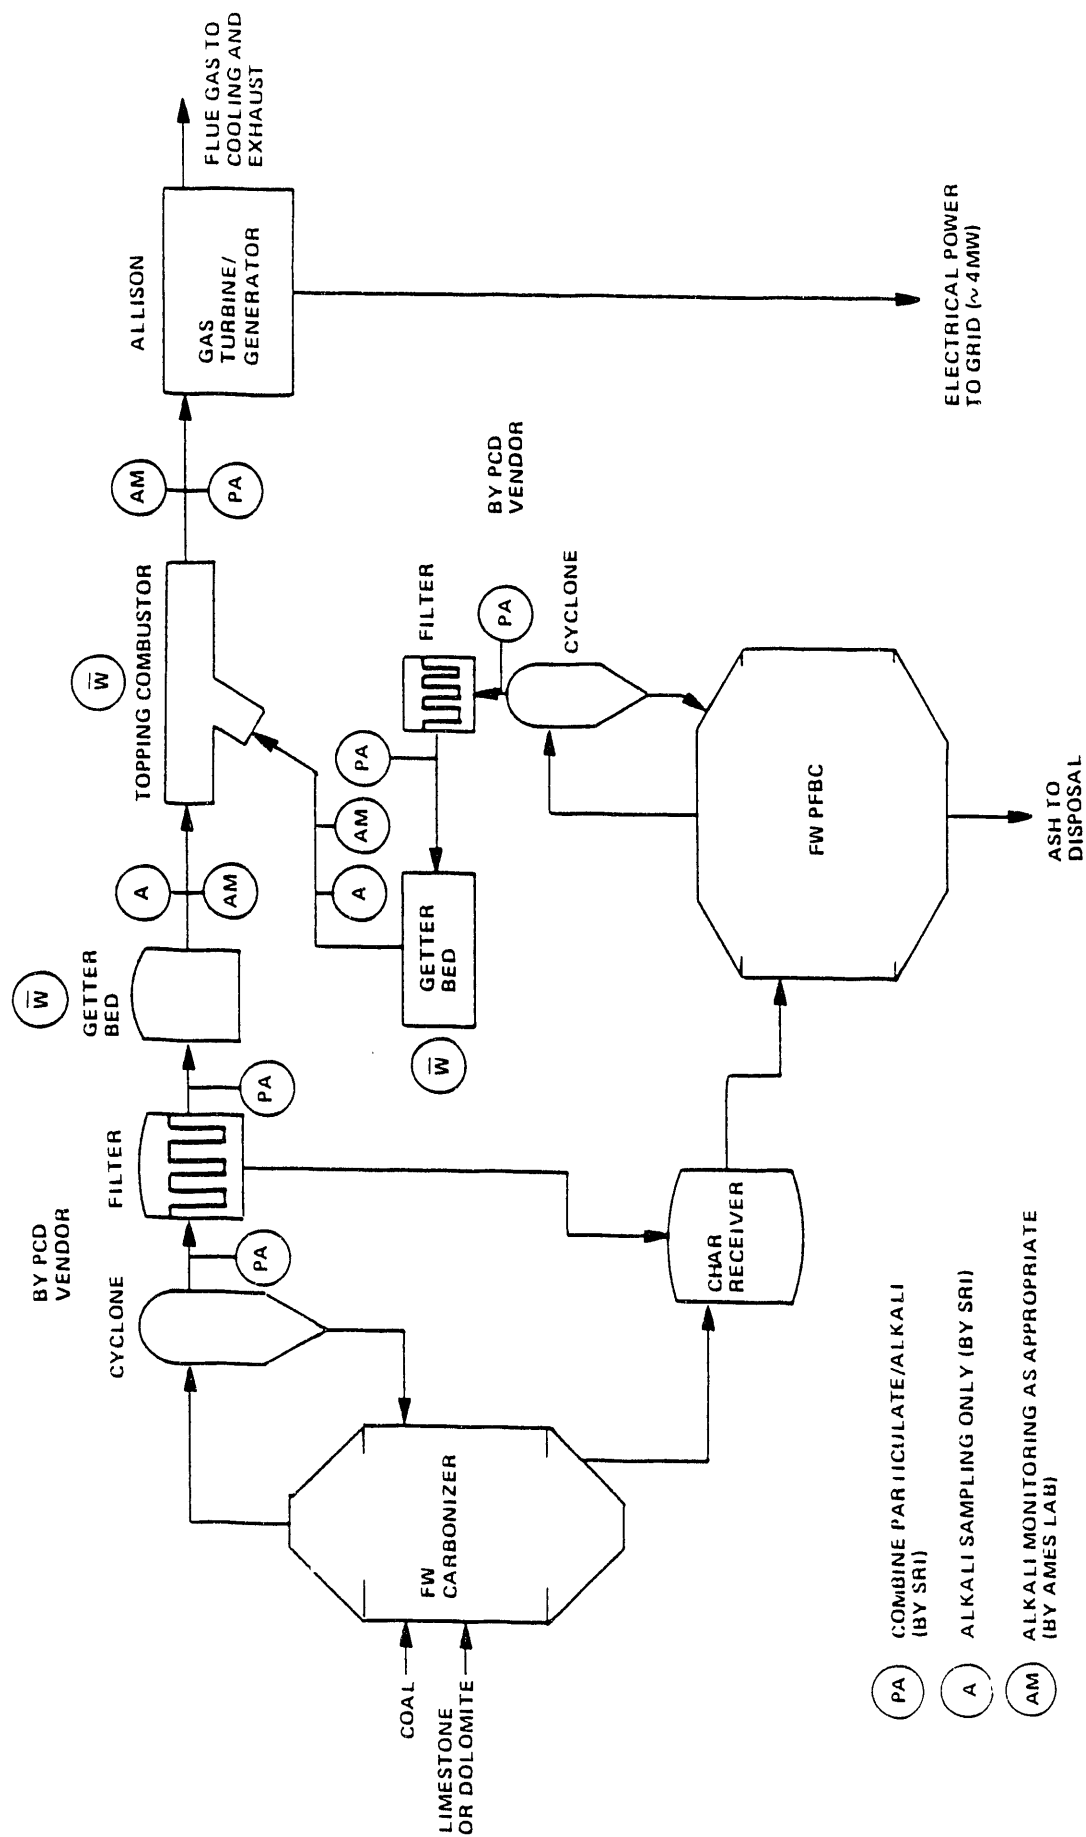 BY PCD
VENDOR
CYCLONE
FILTER
W
GETTER
BED
W
TOPPING COMBUSTOR
ALLISON
GAS
TURBINE/
GENERATOR
FLUE GAS TO
COOLING AND
EXHAUST
PA
PA
A
AM
AM
PA
W
GETTER
BED
A
AM
PA
FILTER
PA
CYCLONE
BY PCD
VENDOR
FW
CARBONIZER
COAL
LIMESTONE
OR DOLOMITE
CHAR
RECEIVER
FW PFBC
ASH TO
DISPOSAL
ELECTRICAL POWER
TO GRID (~ 4 MW)
PA COMBINE PARTICULATE/ALKALI
(BY SRI)
A ALKALI SAMPLING ONLY (BY SRI)
AM ALKALI MONITORING AS APPROPRIATE
(BY AMES LAB)